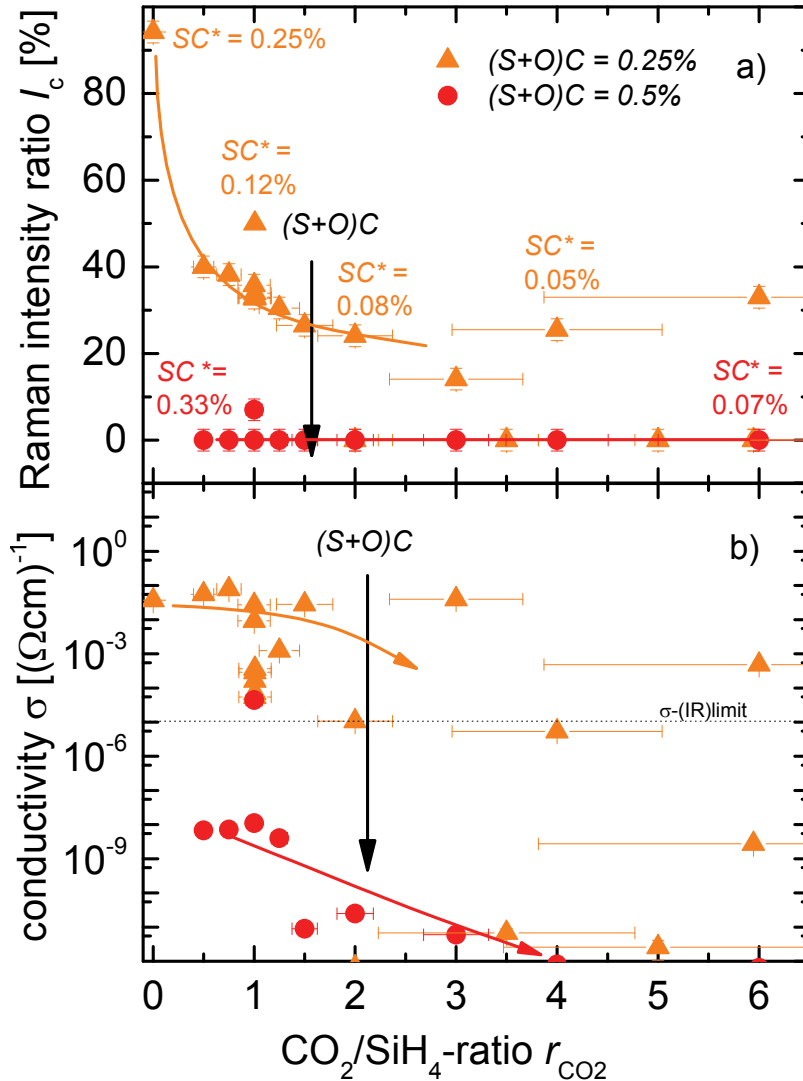 SC* = 0.25%
(S+O)C = 0.25%
(S+O)C = 0.5%
a)
Raman intensity ratio I_c [%]
80
60
40
20
0
SC* =
0.12%
(S+O)C
SC* =
0.08%
SC* =
0.05%
SC* =
0.33%
SC* =
0.07%
(S+O)C
b)
conductivity σ [(Ωcm)^-1]
10^0
10^-3
10^-6
10^-9
σ-(IR)limit
0 1 2 3 4 5 6
CO_2/SiH_4-ratio r_CO2